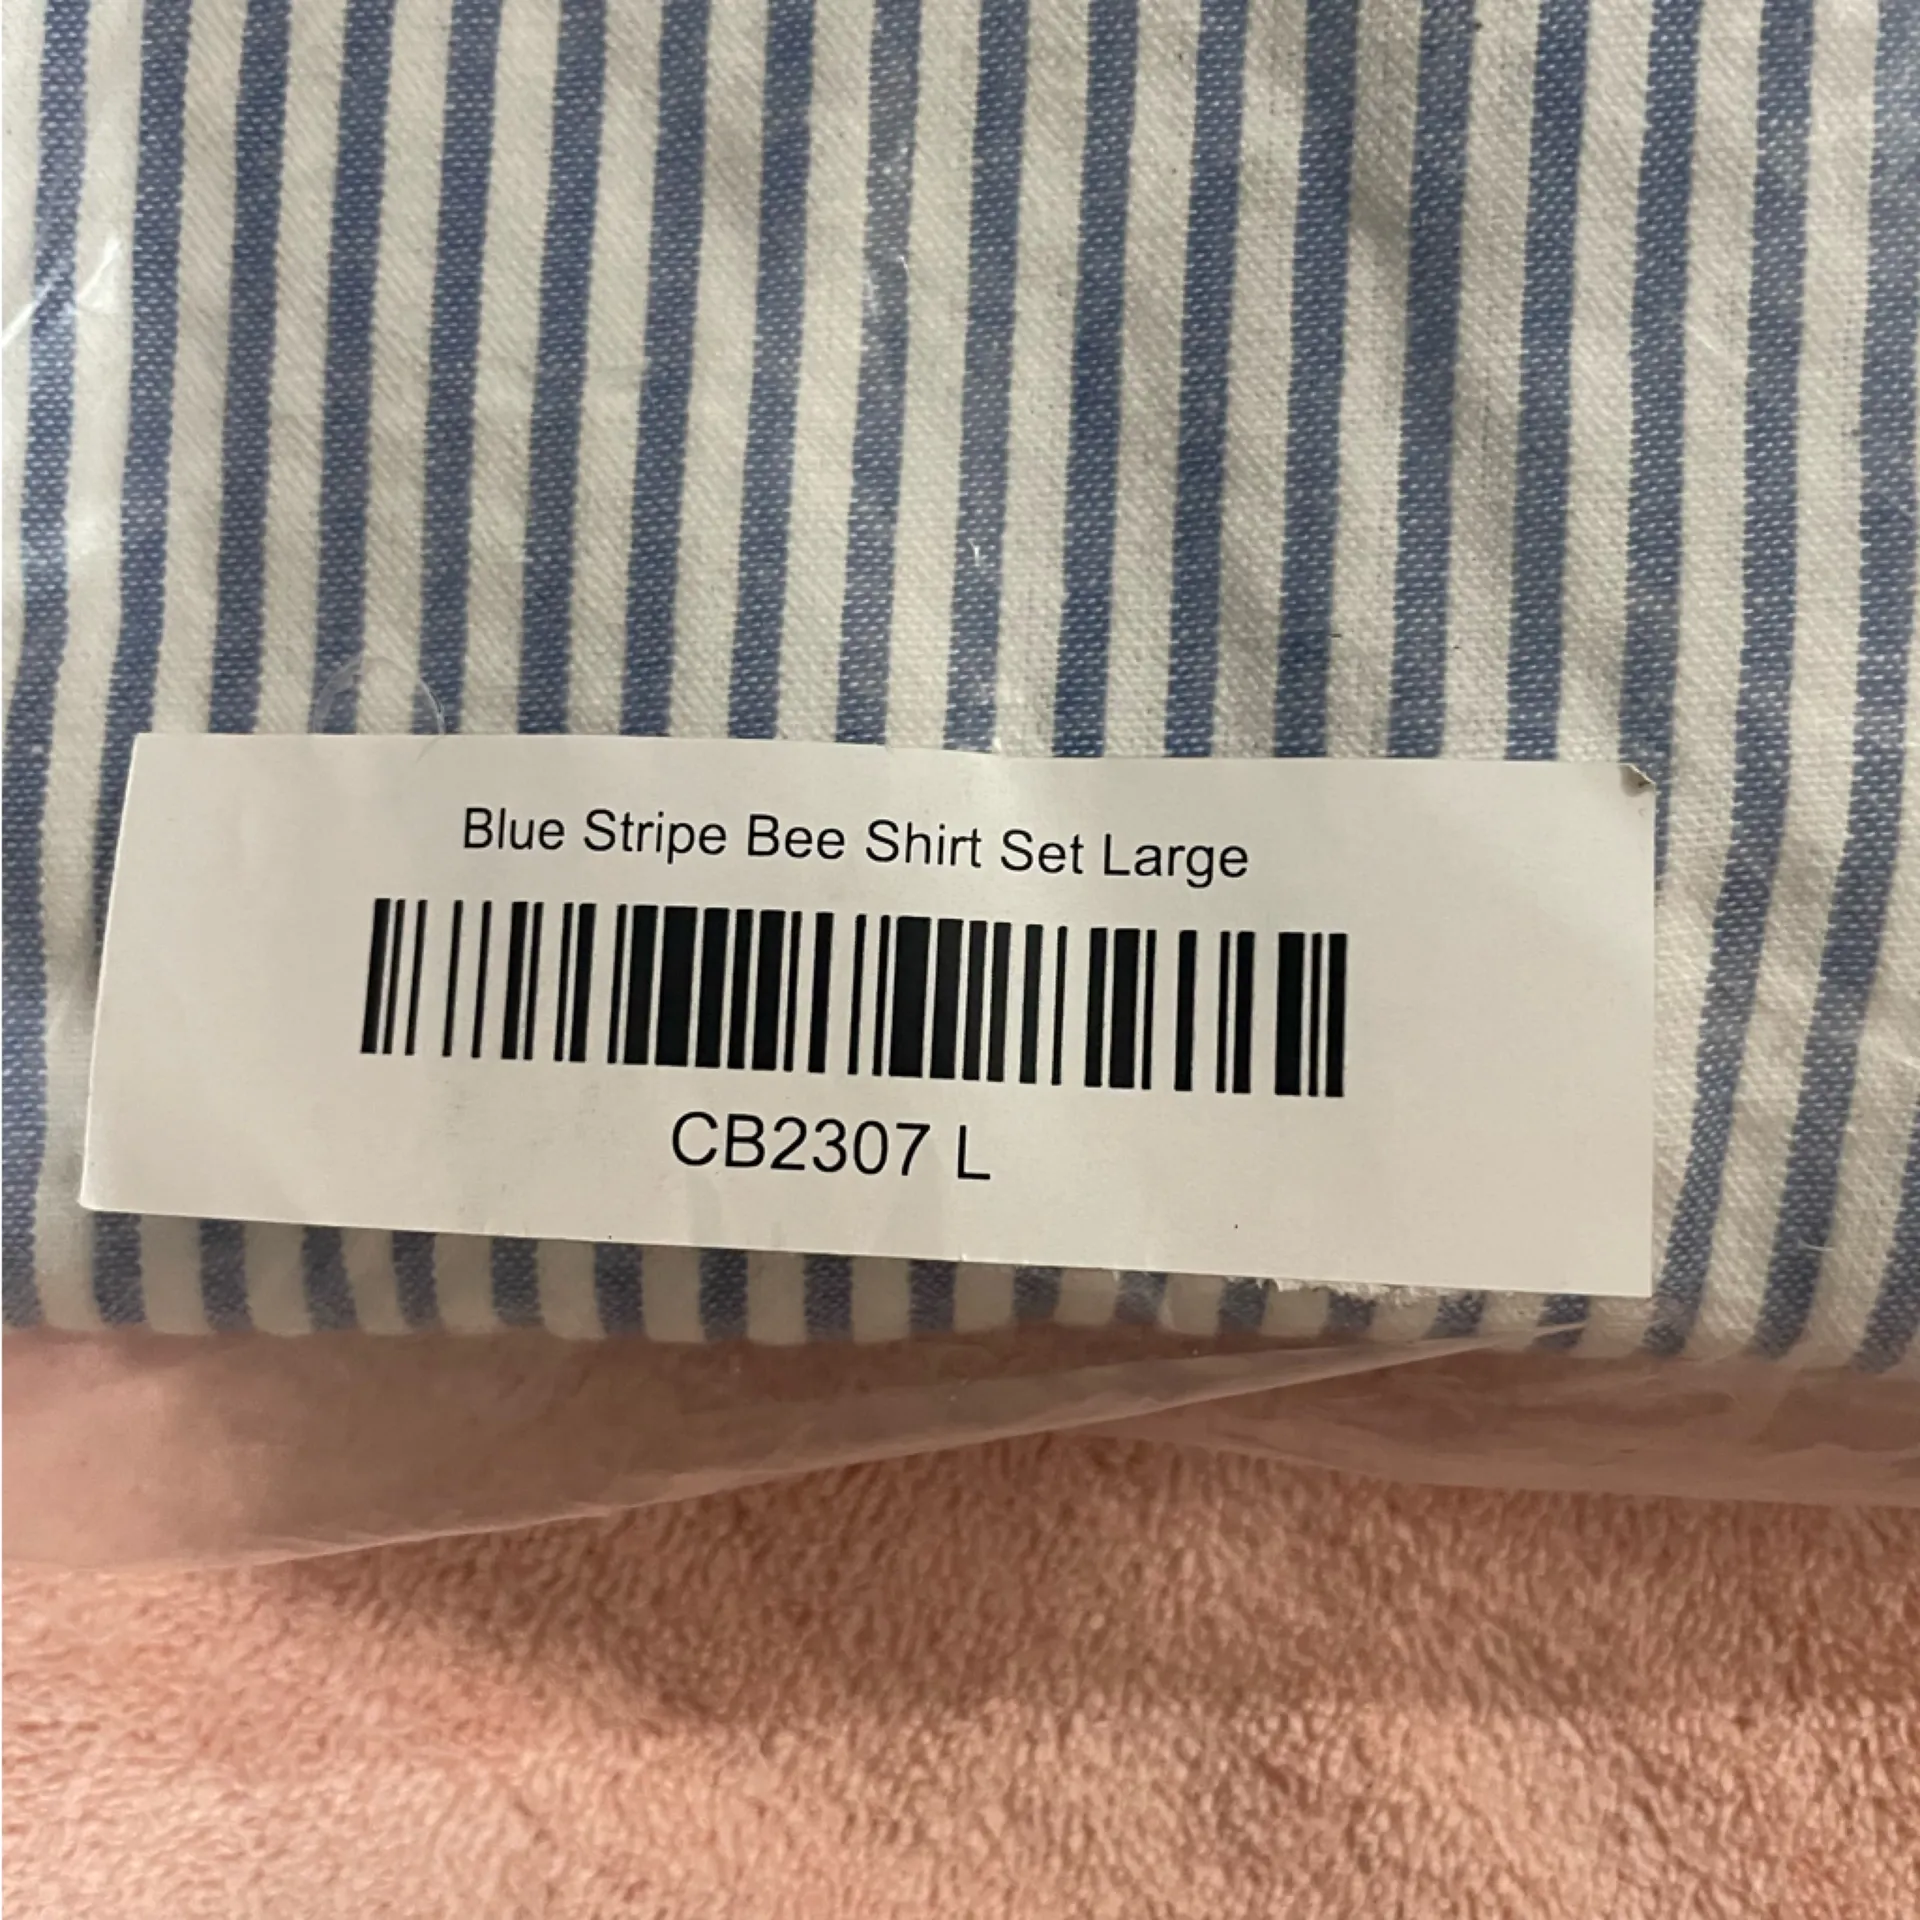 Blue Stripe Bee Shirt Set Large
CB2307 L